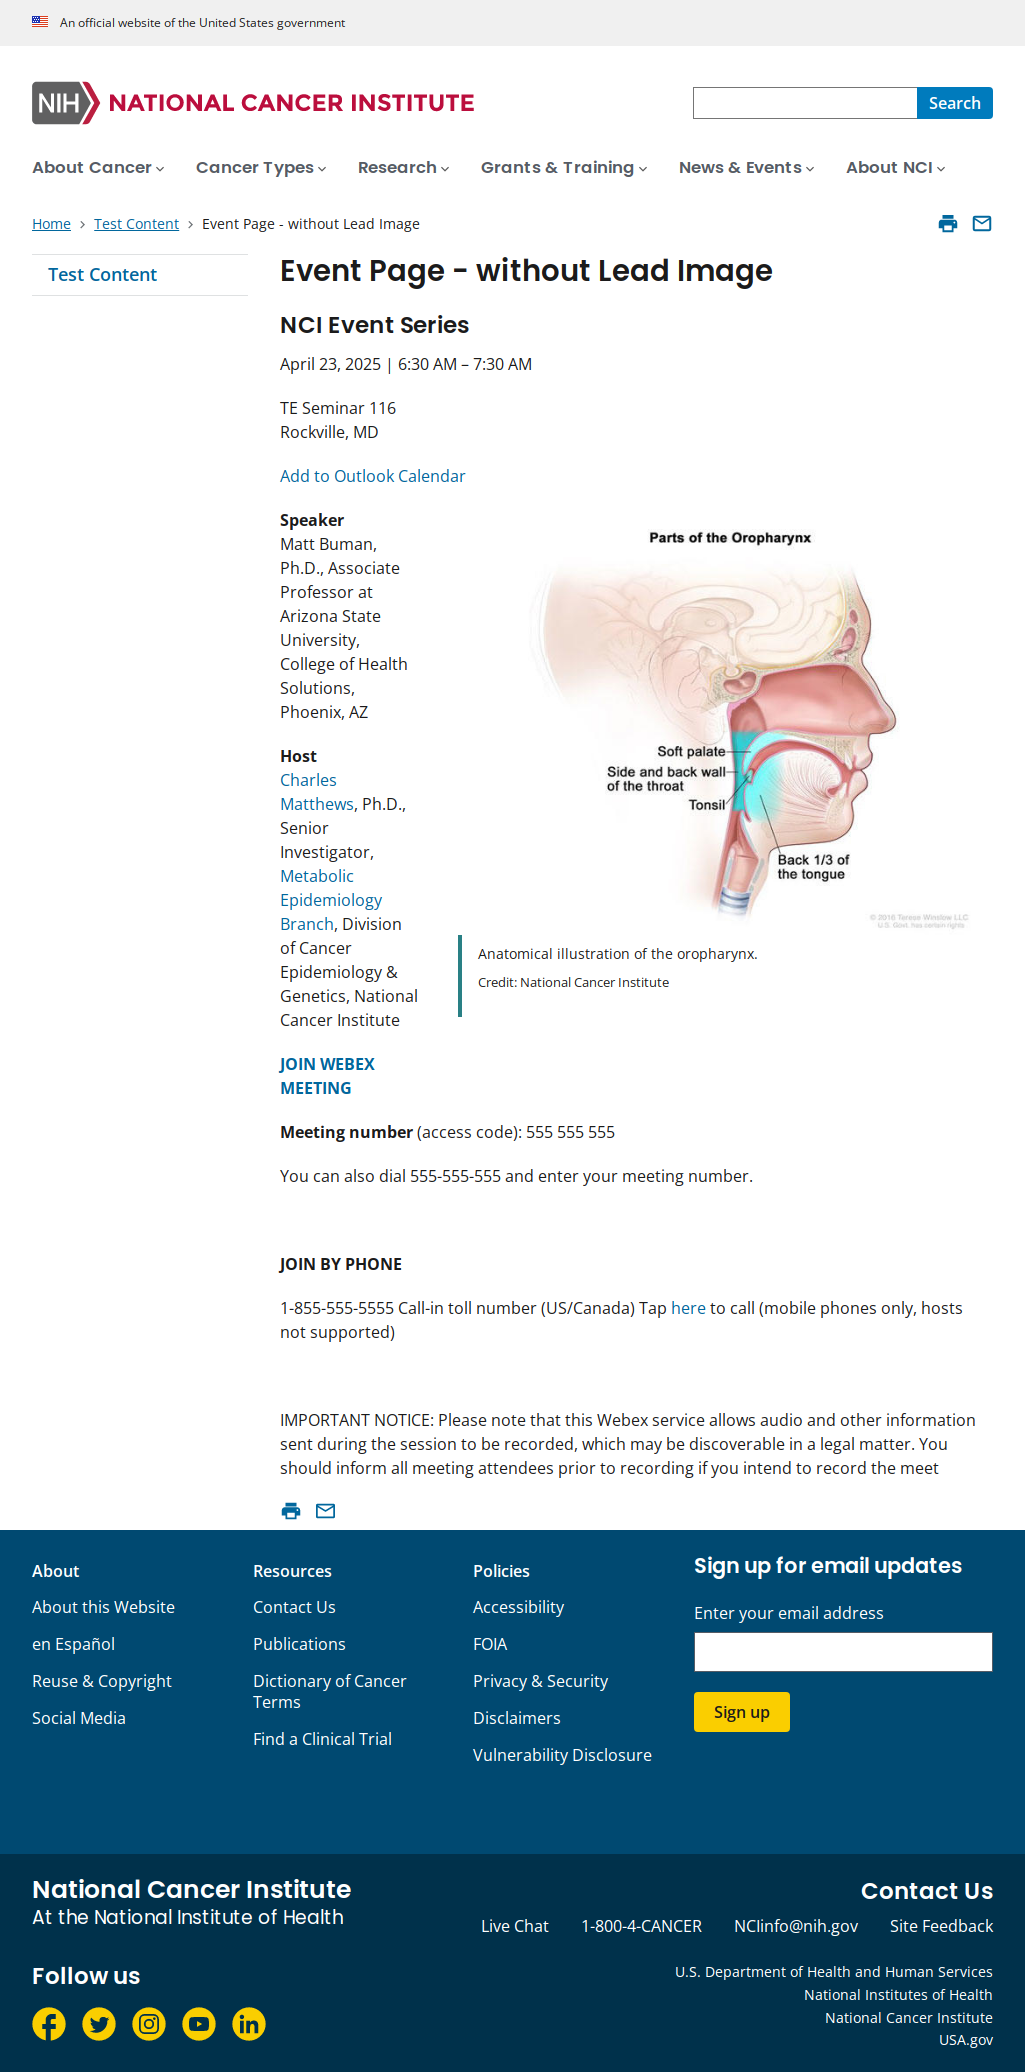 An official website of the United States government
NIH NATIONAL CANCER INSTITUTE
Search
About Cancer Cancer Types Research Grants & Training News & Events About NCI
Home > Test Content > Event Page - without Lead Image
Test Content
Event Page - without Lead Image
NCI Event Series
April 23, 2025 | 6:30 AM – 7:30 AM
TE Seminar 116
Rockville, MD
Add to Outlook Calendar
Speaker
Matt Buman,
Ph.D., Associate
Professor at
Arizona State
University,
College of Health
Solutions,
Phoenix, AZ
Host
Charles
Matthews, Ph.D.,
Senior
Investigator,
Metabolic
Epidemiology
Branch, Division
of Cancer
Epidemiology &
Genetics, National
Cancer Institute
Parts of the Oropharynx
Soft palate
Side and back wall
of the throat
Tonsil
Back 1/3 of
the tongue
© 2016 Terese Winslow LLC
U.S. Govt. has certain rights
Anatomical illustration of the oropharynx.
Credit: National Cancer Institute
JOIN WEBEX
MEETING
Meeting number (access code): 555 555 555
You can also dial 555-555-555 and enter your meeting number.
JOIN BY PHONE
1-855-555-5555 Call-in toll number (US/Canada) Tap here to call (mobile phones only, hosts
not supported)
IMPORTANT NOTICE: Please note that this Webex service allows audio and other information
sent during the session to be recorded, which may be discoverable in a legal matter. You
should inform all meeting attendees prior to recording if you intend to record the meet
About
About this Website
en Español
Reuse & Copyright
Social Media
Resources
Contact Us
Publications
Dictionary of Cancer
Terms
Find a Clinical Trial
Policies
Accessibility
FOIA
Privacy & Security
Disclaimers
Vulnerability Disclosure
Sign up for email updates
Enter your email address
Sign up
National Cancer Institute
At the National Institute of Health
Follow us
Contact Us
Live Chat 1-800-4-CANCER NCIinfo@nih.gov Site Feedback
U.S. Department of Health and Human Services
National Institutes of Health
National Cancer Institute
USA.gov